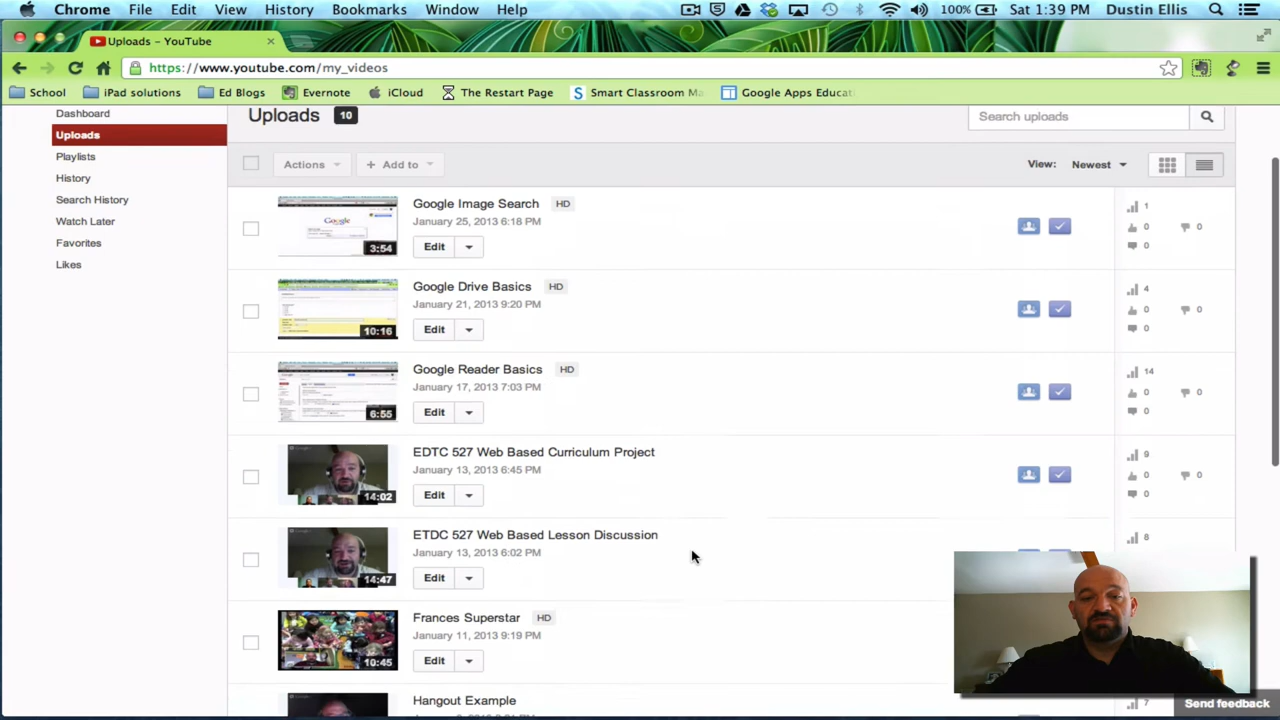 Chrome File Edit View History Bookmarks Window Help 100% Sat 1:39 PM Dustin Ellis
Uploads - YouTube
https://www.youtube.com/my_videos
School iPad solutions Ed Blogs Evernote iCloud The Restart Page Smart Classroom Ma Google Apps Educat
Dashboard
Uploads
Playlists
History
Search History
Watch Later
Favorites
Likes
Uploads 10
Search uploads
Actions + Add to View: Newest
Google Image Search HD
January 25, 2013 6:18 PM
Edit
Google
3:54
1
0 0
0
Google Drive Basics HD
January 21, 2013 9:20 PM
Edit
10:16
4
0 0
0
Google Reader Basics HD
January 17, 2013 7:03 PM
Edit
6:55
14
0 0
0
EDTC 527 Web Based Curriculum Project
January 13, 2013 6:45 PM
Edit
14:02
9
0 0
0
ETDC 527 Web Based Lesson Discussion
January 13, 2013 6:02 PM
Edit
14:47
8
Frances Superstar HD
January 11, 2013 9:19 PM
Edit
10:45
Hangout Example
7
Send feedback